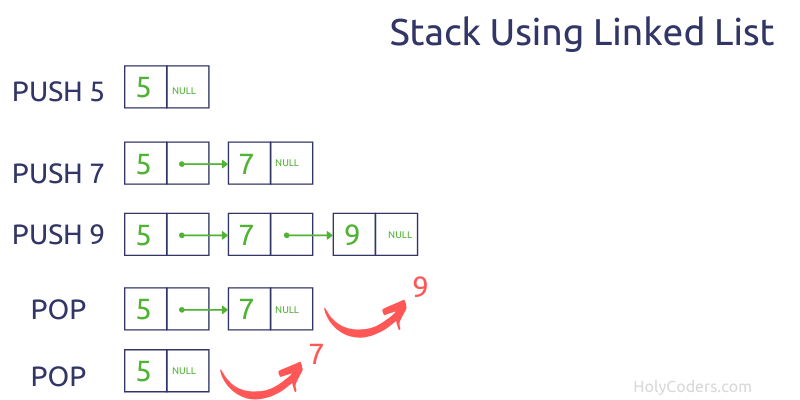 Stack Using Linked List
PUSH 5 5 NULL
PUSH 7 5 7 NULL
PUSH 9 5 7 9 NULL
POP 5 7 NULL 9
POP 5 NULL 7
HolyCoders.com